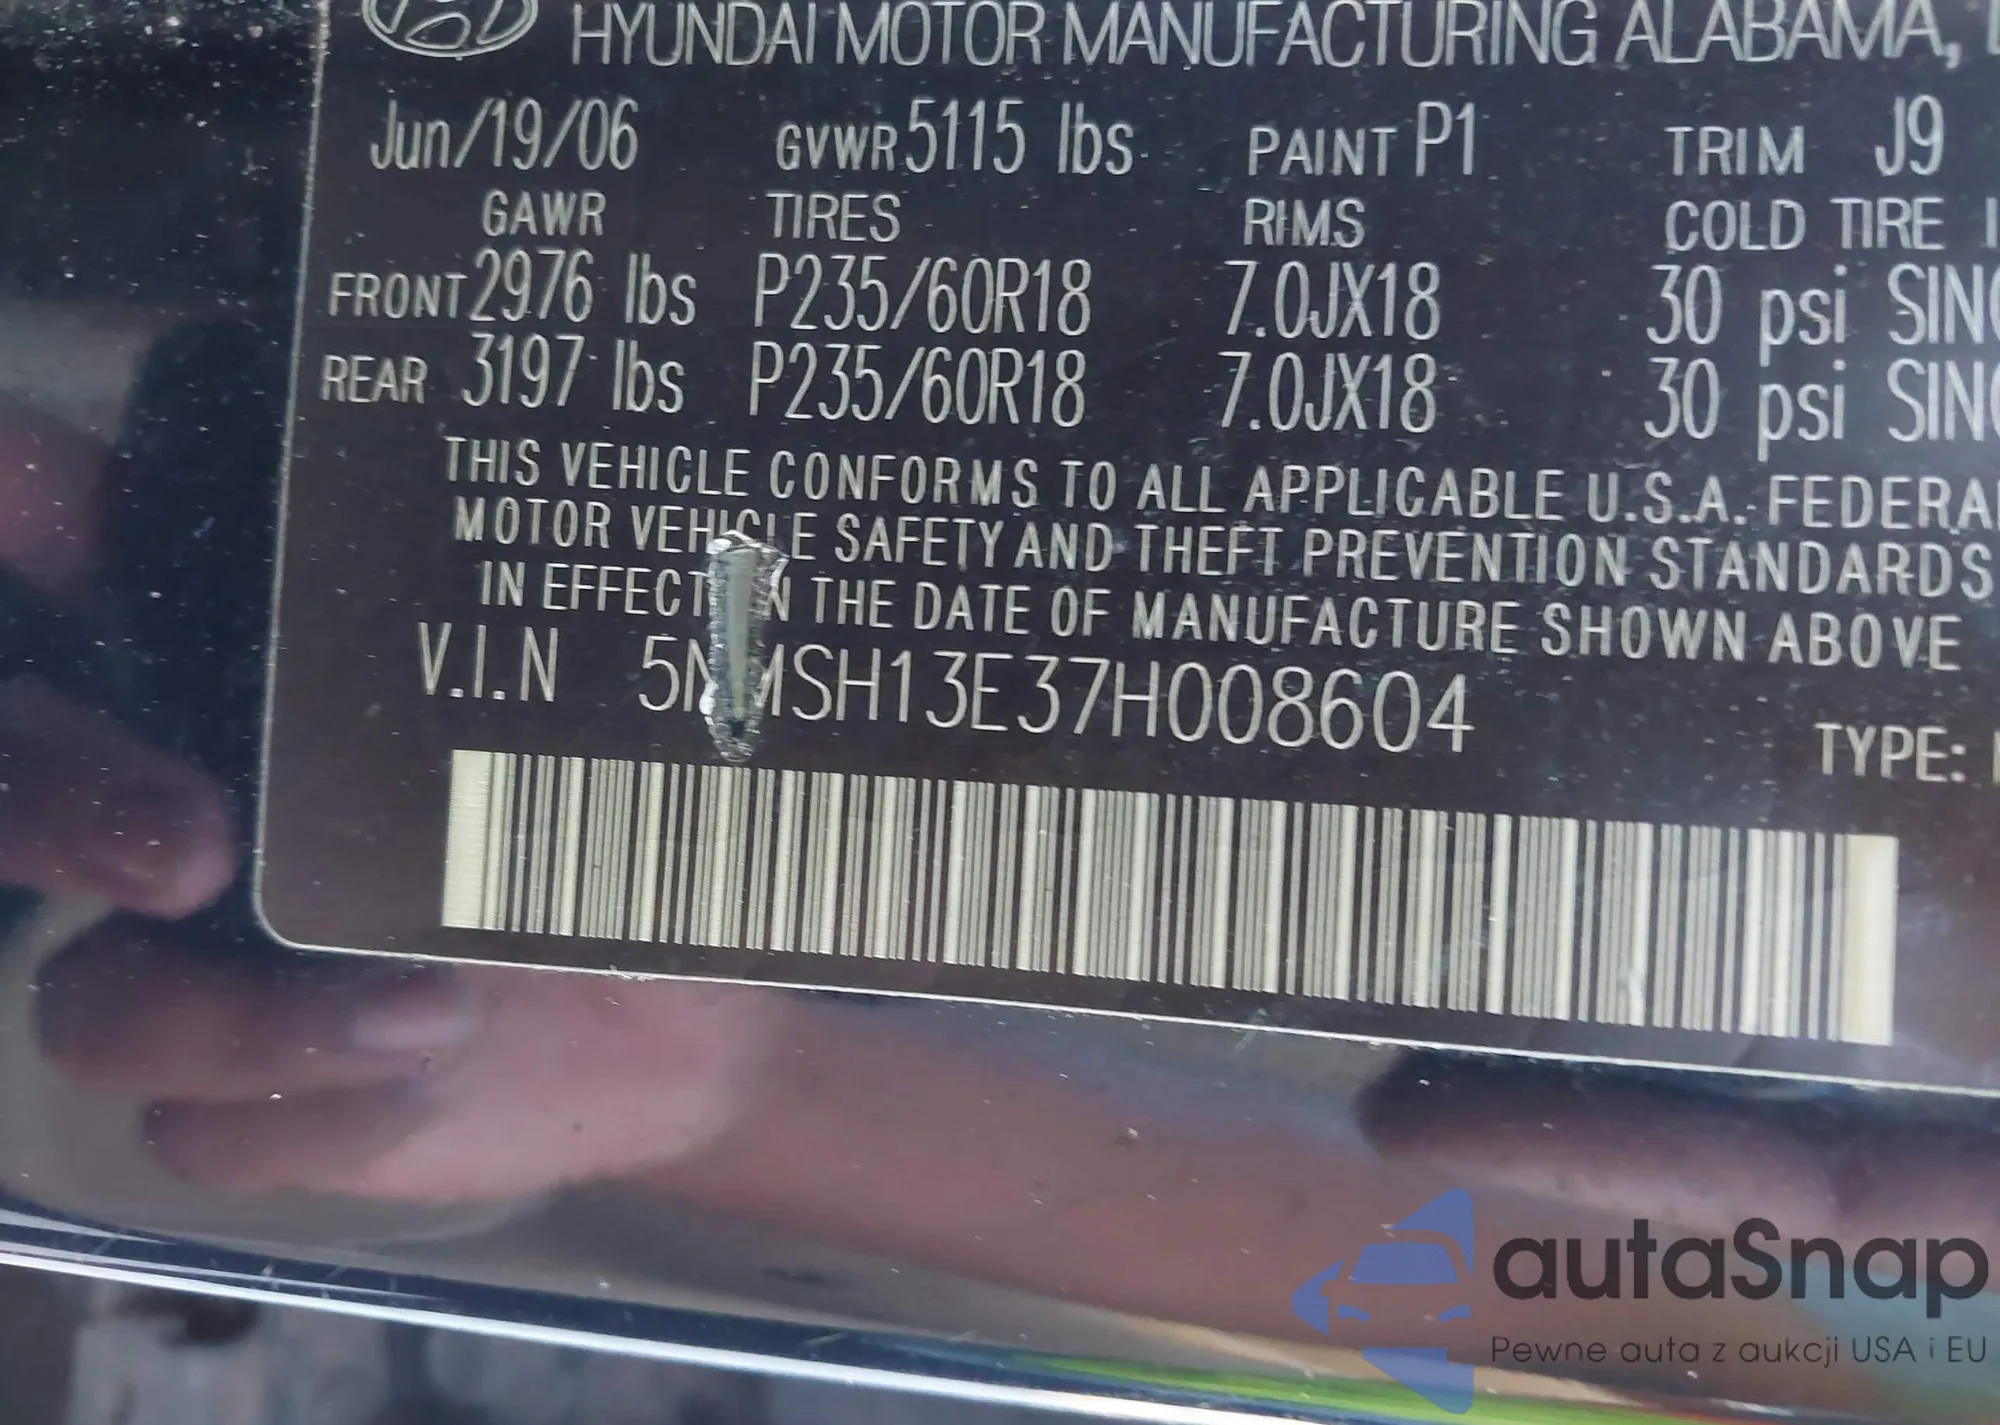 HYUNDAI MOTOR MANUFACTURING ALABAMA,
Jun/19/06 GVWR 5115 lbs PAINT P1 TRIM J9
GAWR TIRES RIMS COLD TIRE
FRONT 2976 lbs P235/60R18 7.0JX18 30 psi
REAR 3197 lbs P235/60R18 7.0JX18 30 psi
THIS VEHICLE CONFORMS TO ALL APPLICABLE U.S.A. FEDERAL
MOTOR VEHICLE SAFETY AND THEFT PREVENTION STANDARDS
IN EFFECT THE DATE OF MANUFACTURE SHOWN ABOVE
V.I.N 5NMSH13E37H008604
TYPE:
autaSnap
Pewne auta z aukcji USA i EU